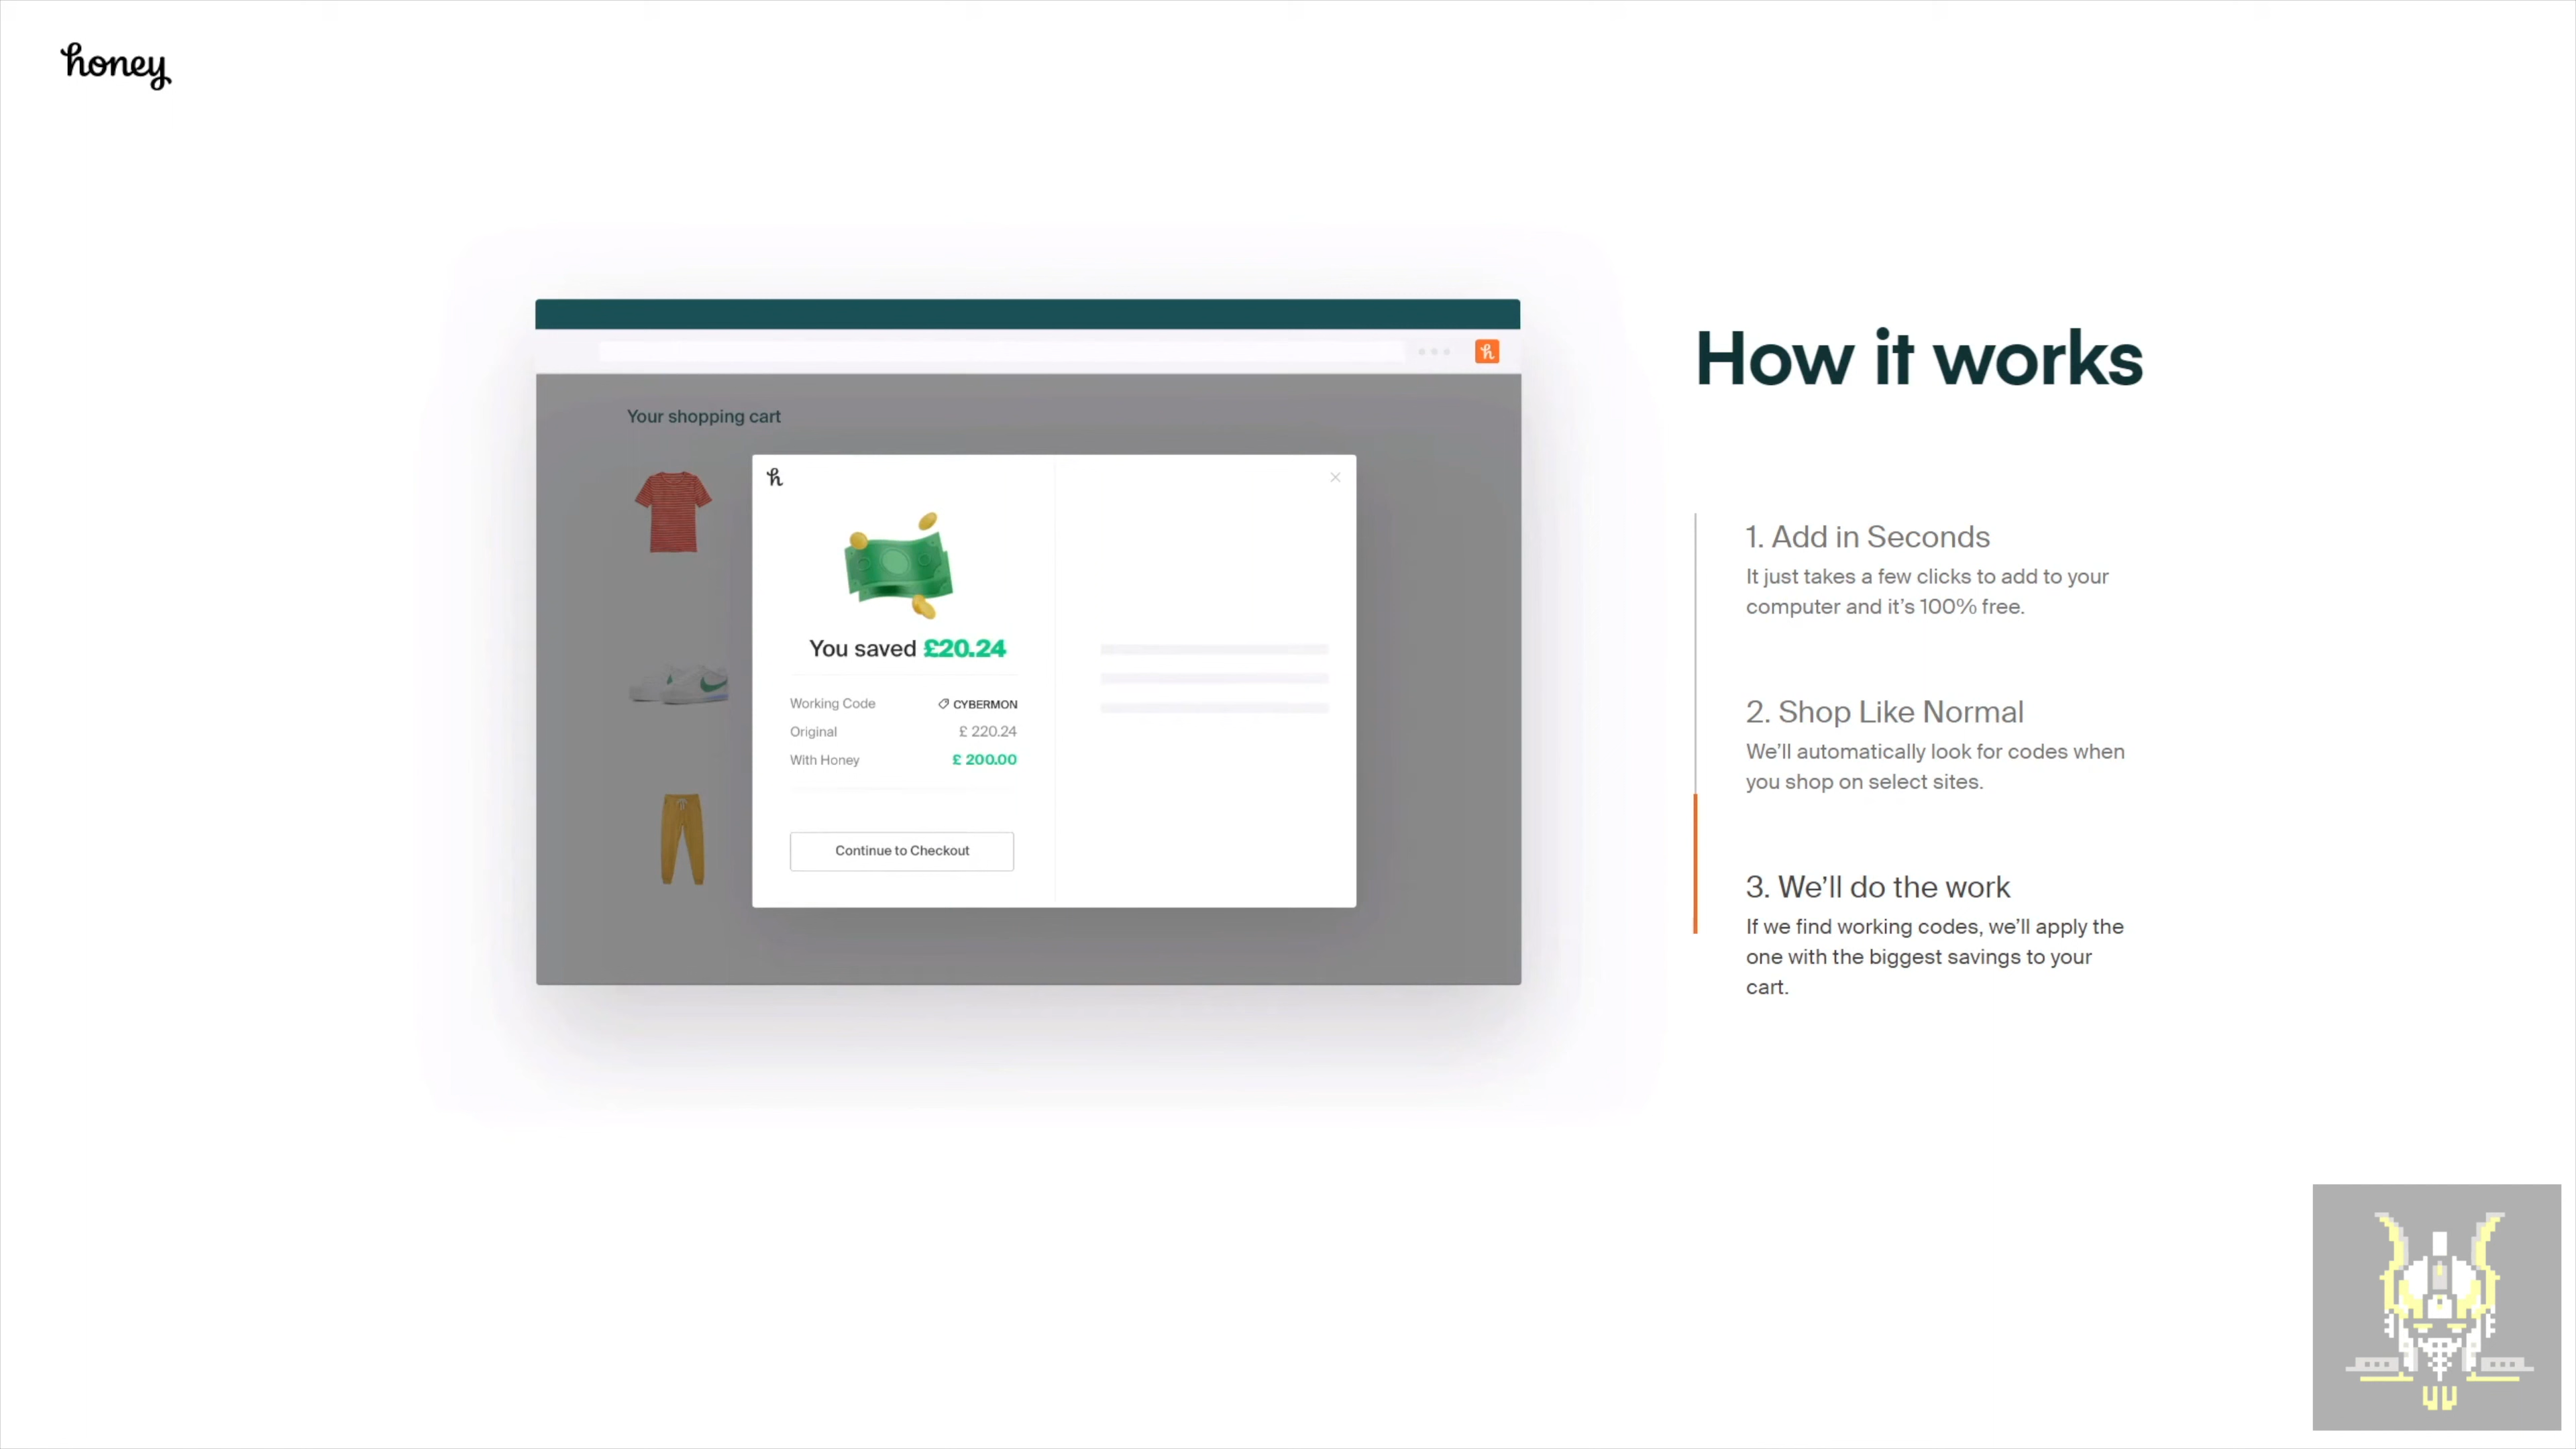 honey
h
Your shopping cart
h
You saved £20.24
Working Code CYBERMON
Original £ 220.24
With Honey £ 200.00
Continue to Checkout
How it works
1. Add in Seconds
It just takes a few clicks to add to your
computer and it’s 100% free.
2. Shop Like Normal
We’ll automatically look for codes when
you shop on select sites.
3. We’ll do the work
If we find working codes, we’ll apply the
one with the biggest savings to your
cart.